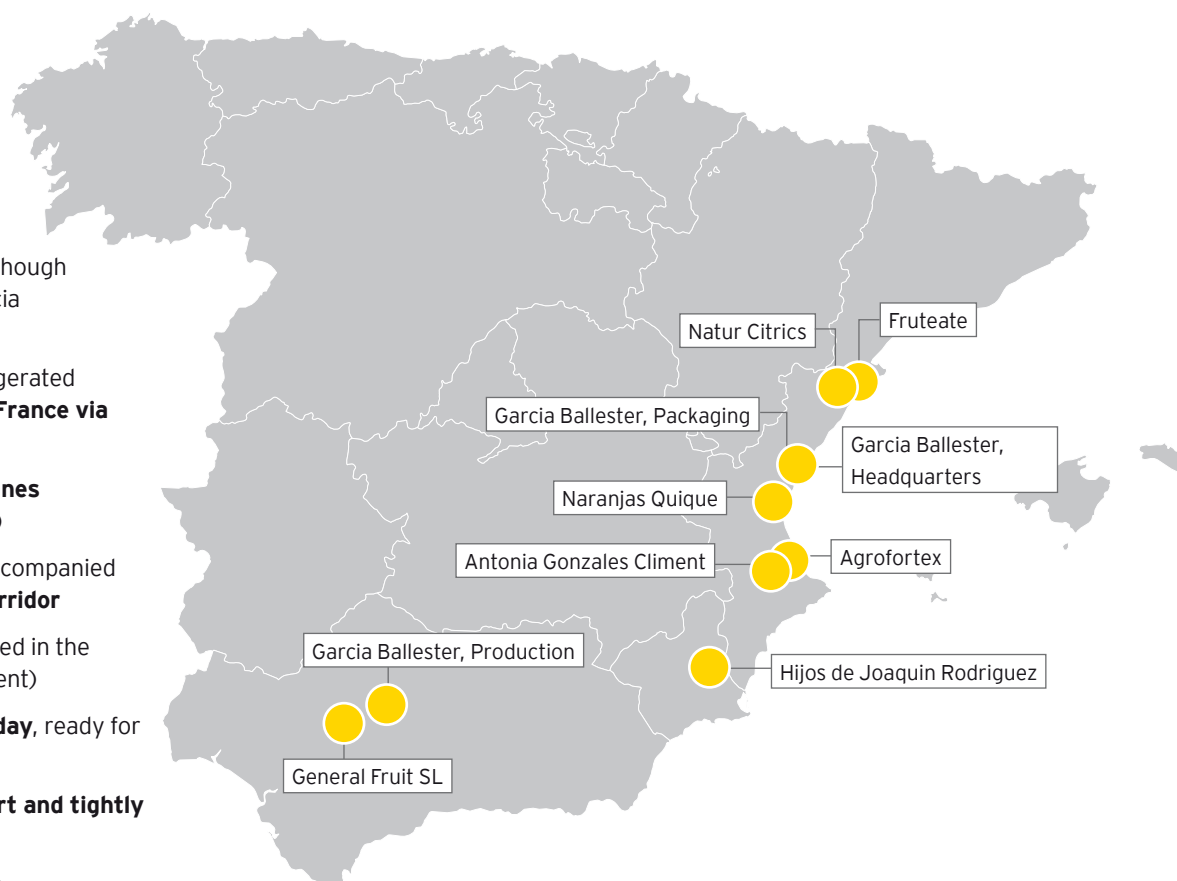 hough
cia
gerated
France via
nes
)
companied
rridor
ed in the
ent)
day, ready for
rt and tightly
Natur Citrics
Fruteate
Garcia Ballester, Packaging
Garcia Ballester,
Headquarters
Naranjas Quique
Antonia Gonzales Climent
Agrofortex
Garcia Ballester, Production
Hijos de Joaquin Rodriguez
General Fruit SL